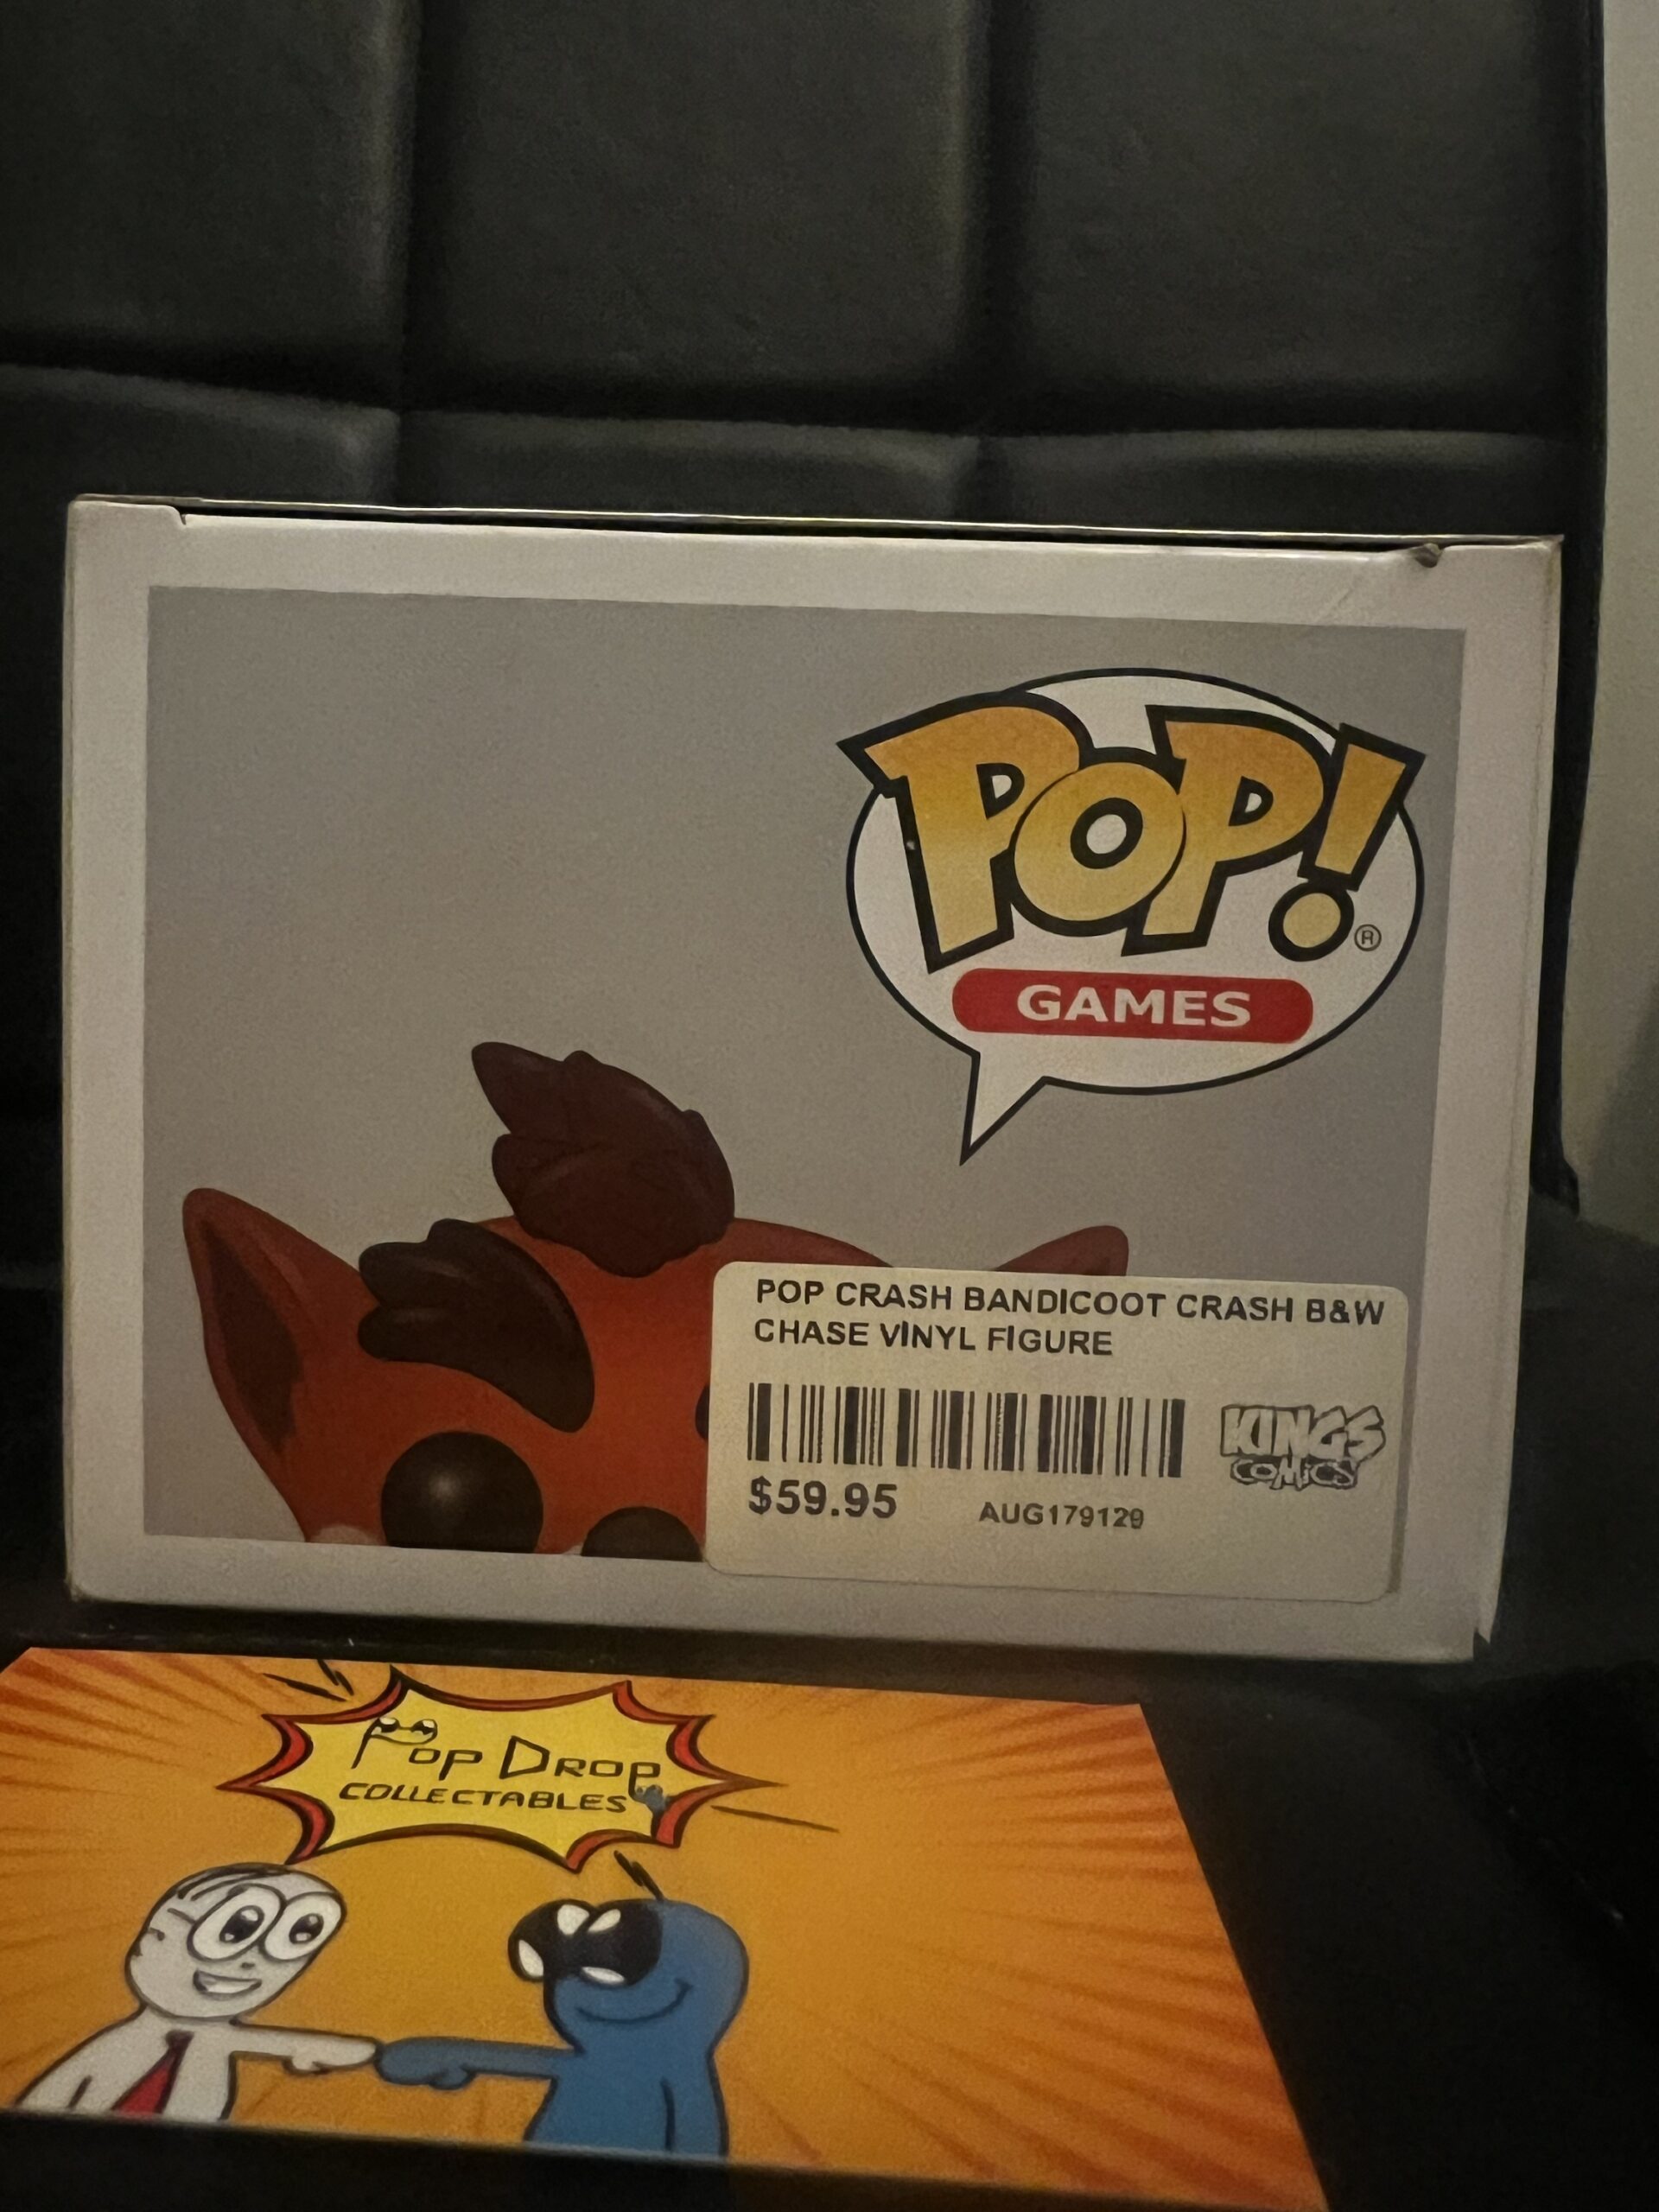 POP! ®
GAMES
POP CRASH BANDICOOT CRASH B&W
CHASE VINYL FIGURE
KINGS
COMICS
$59.95 AUG179129
POP DROP
COLLECTABLES